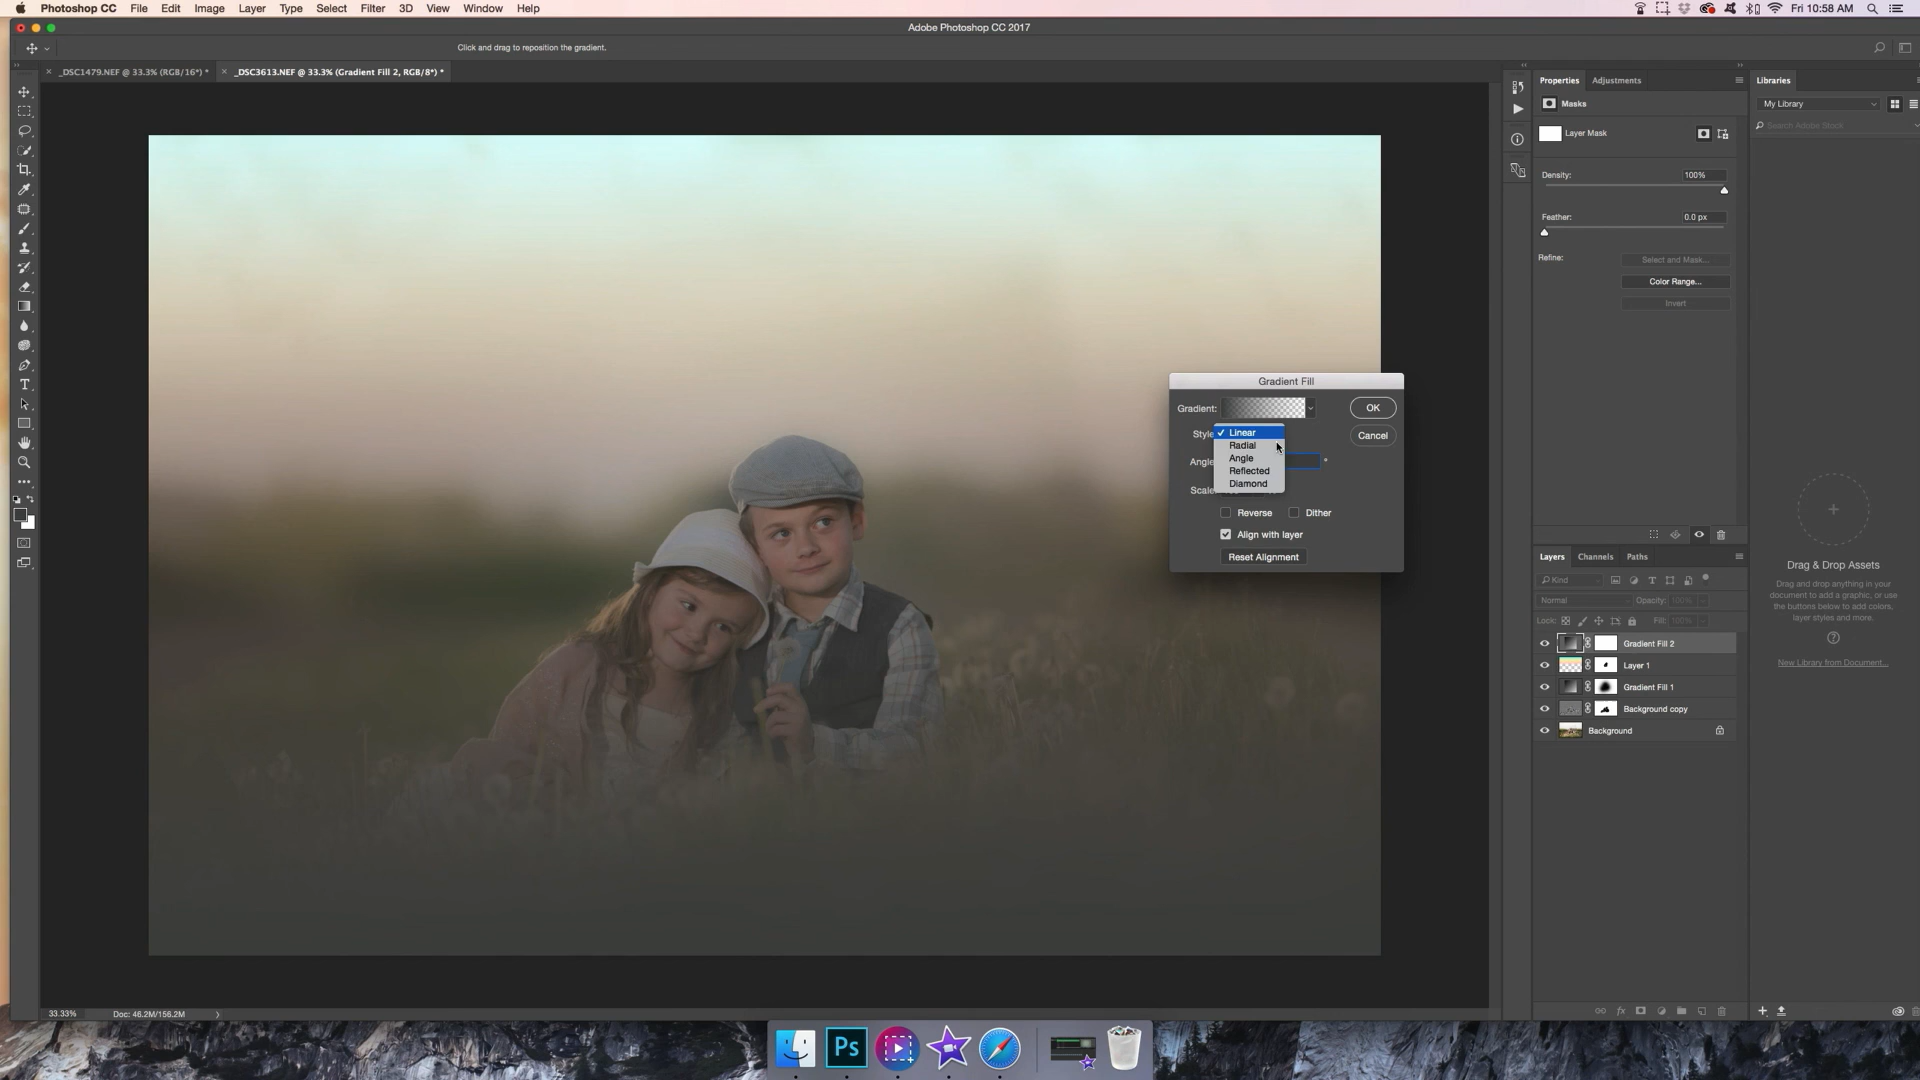 Photoshop CC File Edit Image Layer Type Select Filter 3D View Window Help
Fri 10:58 AM
Adobe Photoshop CC 2017
Click and drag to reposition the gradient.
_DSC1479.NEF @ 33.3% (RGB/16*) *
_DSC3613.NEF @ 33.3% (Gradient Fill 2, RGB/8*) *
Properties Adjustments
Masks
Layer Mask
Density: 100%
Feather: 0.0 px
Refine: Select and Mask...
Color Range...
Invert
Libraries
My Library
Search Adobe Stock
Drag & Drop Assets
Drag and drop anything in your
document to add a graphic, or use
the buttons below to add colors,
layer styles and more.
New Library from Document...
Gradient Fill
Gradient:
OK
Style
Cancel
Linear
Radial
Angle
Reflected
Diamond
Angle
Scale:
Reverse Dither
Align with layer
Reset Alignment
Layers Channels Paths
Kind
Normal Opacity: 100%
Lock: Fill: 100%
Gradient Fill 2
Layer 1
Gradient Fill 1
Background copy
Background
33.33% Doc: 46.2M/156.2M
Ps